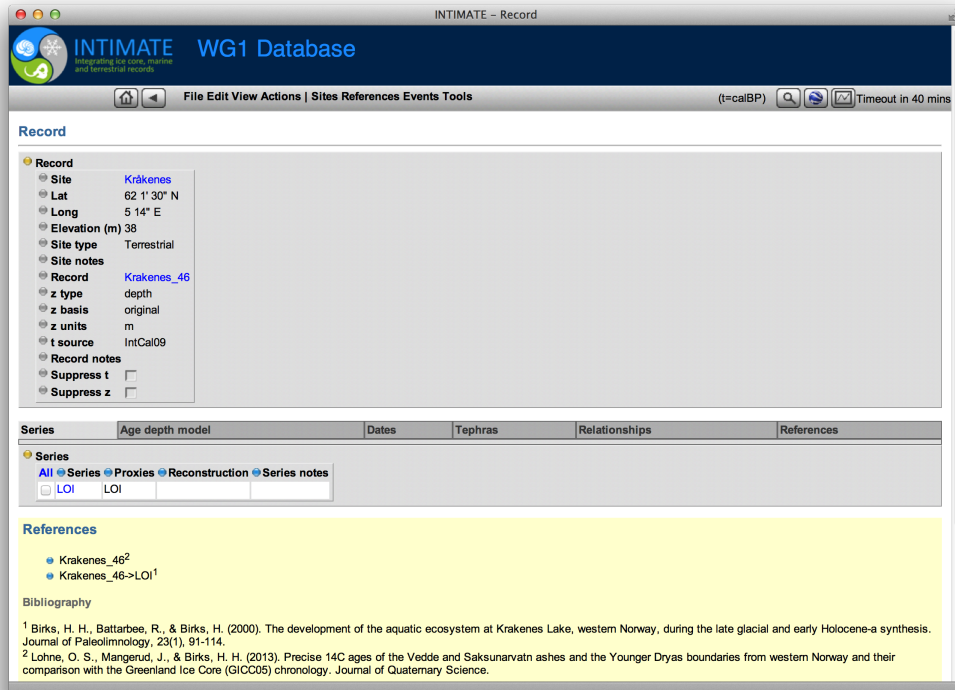 INTIMATE – Record
INTIMATE
Integrating ice core, marine
and terrestrial records
WG1 Database
File Edit View Actions | Sites References Events Tools
(t=calBP)
Timeout in 40 mins
Record
Record
Site Kråkenes
Lat 62 1' 30" N
Long 5 14" E
Elevation (m) 38
Site type Terrestrial
Site notes
Record Krakenes_46
z type depth
z basis original
z units m
t source IntCal09
Record notes
Suppress t
Suppress z
Series Age depth model Dates Tephras Relationships References
Series
All Series Proxies Reconstruction Series notes
LOI LOI
References
Krakenes_46²
Krakenes_46->LOI¹
Bibliography
¹ Birks, H. H., Battarbee, R., & Birks, H. (2000). The development of the aquatic ecosystem at Krakenes Lake, western Norway, during the late glacial and early Holocene-a synthesis.
Journal of Paleolimnology, 23(1), 91-114.
² Lohne, O. S., Mangerud, J., & Birks, H. H. (2013). Precise 14C ages of the Vedde and Saksunarvatn ashes and the Younger Dryas boundaries from western Norway and their
comparison with the Greenland Ice Core (GICC05) chronology. Journal of Quaternary Science.